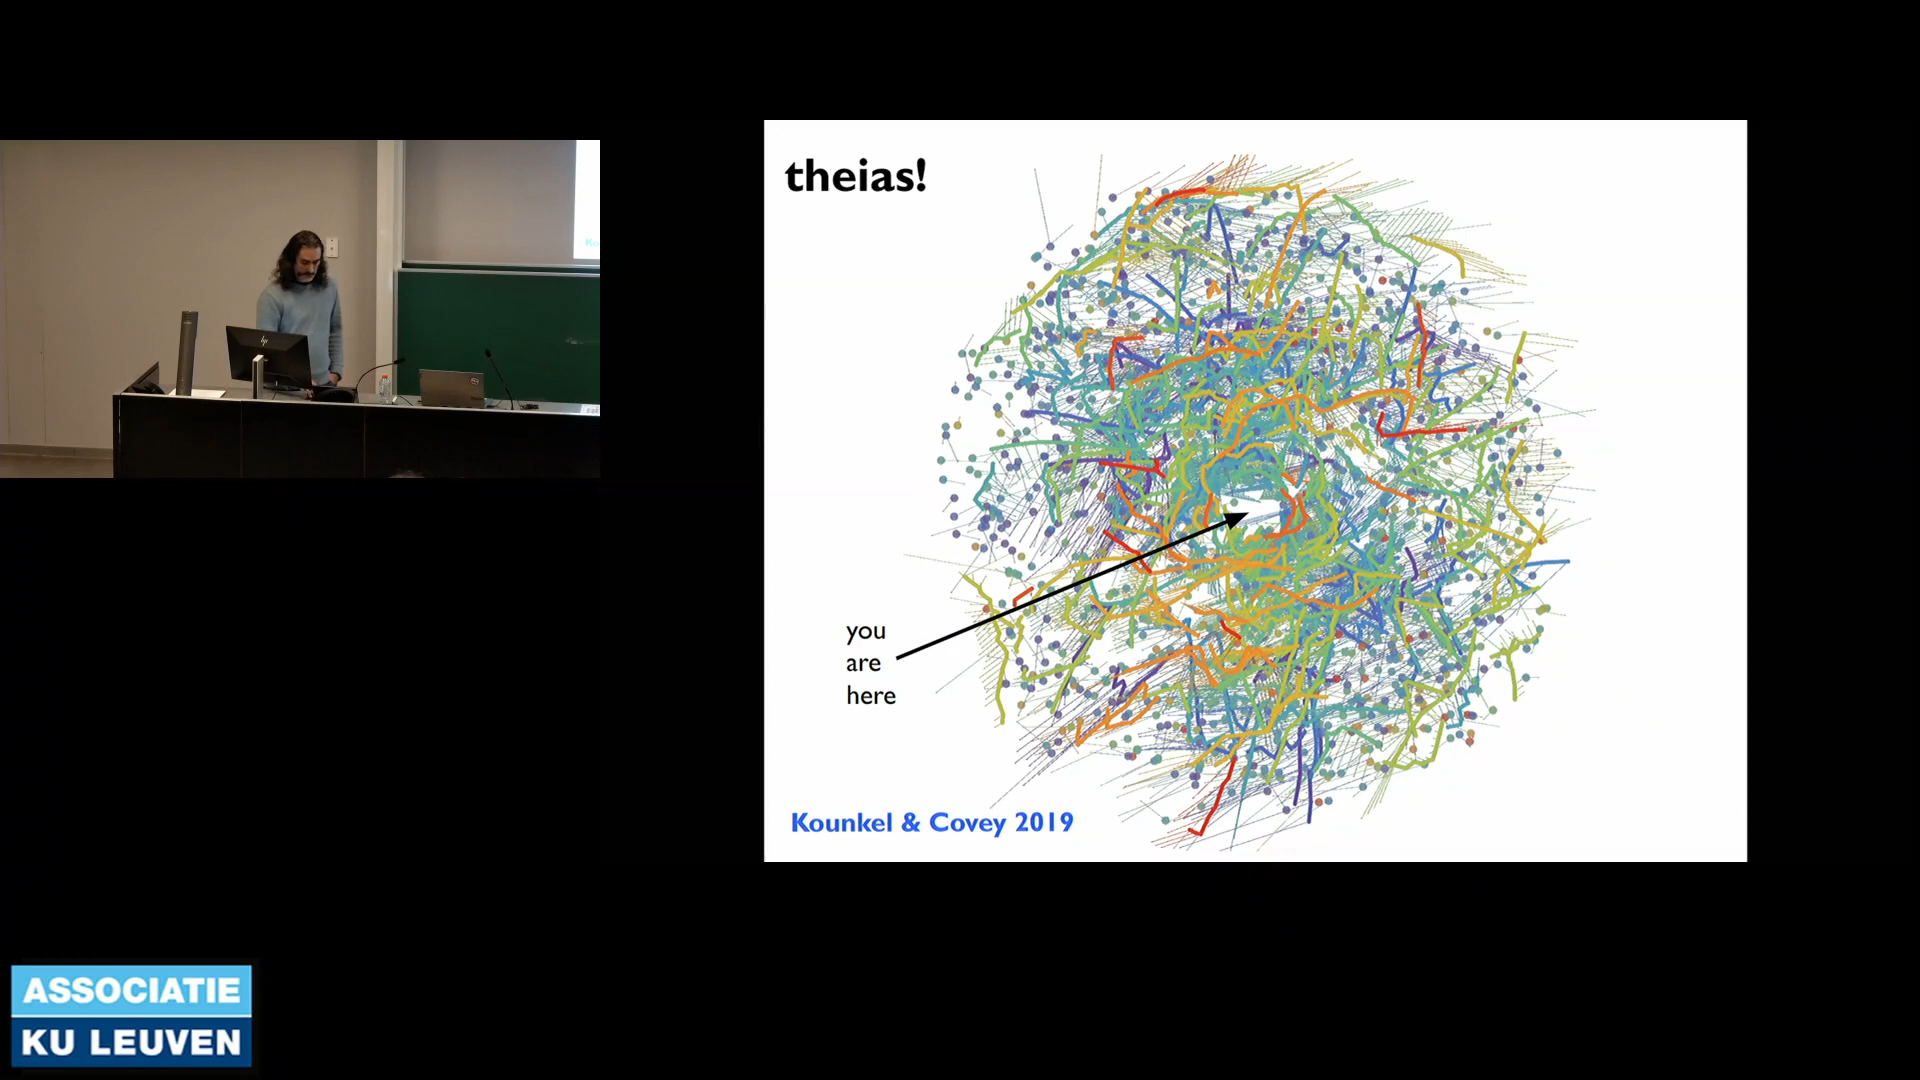 theias!
you
are
here
Kounkel & Covey 2019
ASSOCIATIE
KU LEUVEN